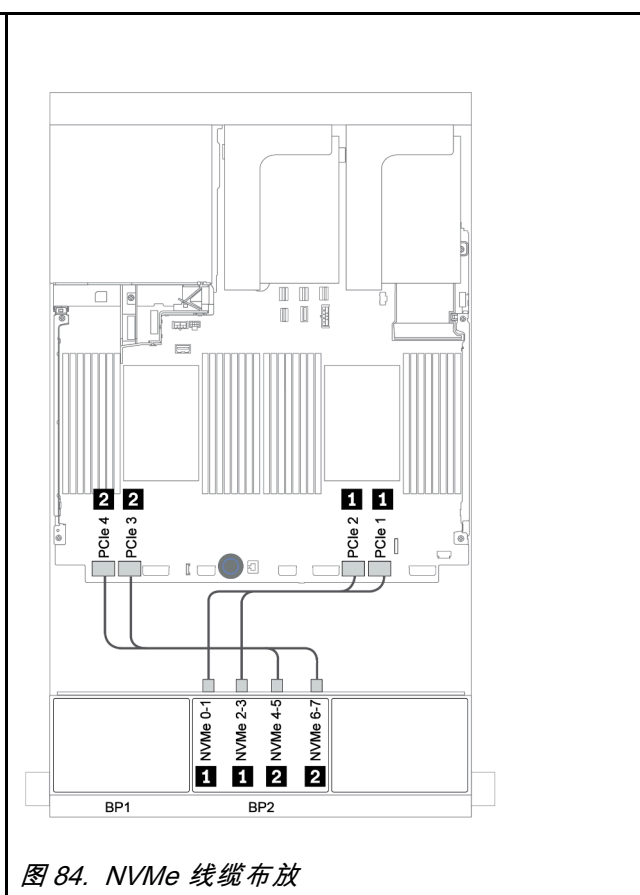 2 2 1 1
PCIe 4 PCIe 3 PCIe 2 PCIe 1
NVMe 0-1 NVMe 2-3 NVMe 4-5 NVMe 6-7
1 1 2 2
BP1 BP2
图 84. NVMe 线缆布放